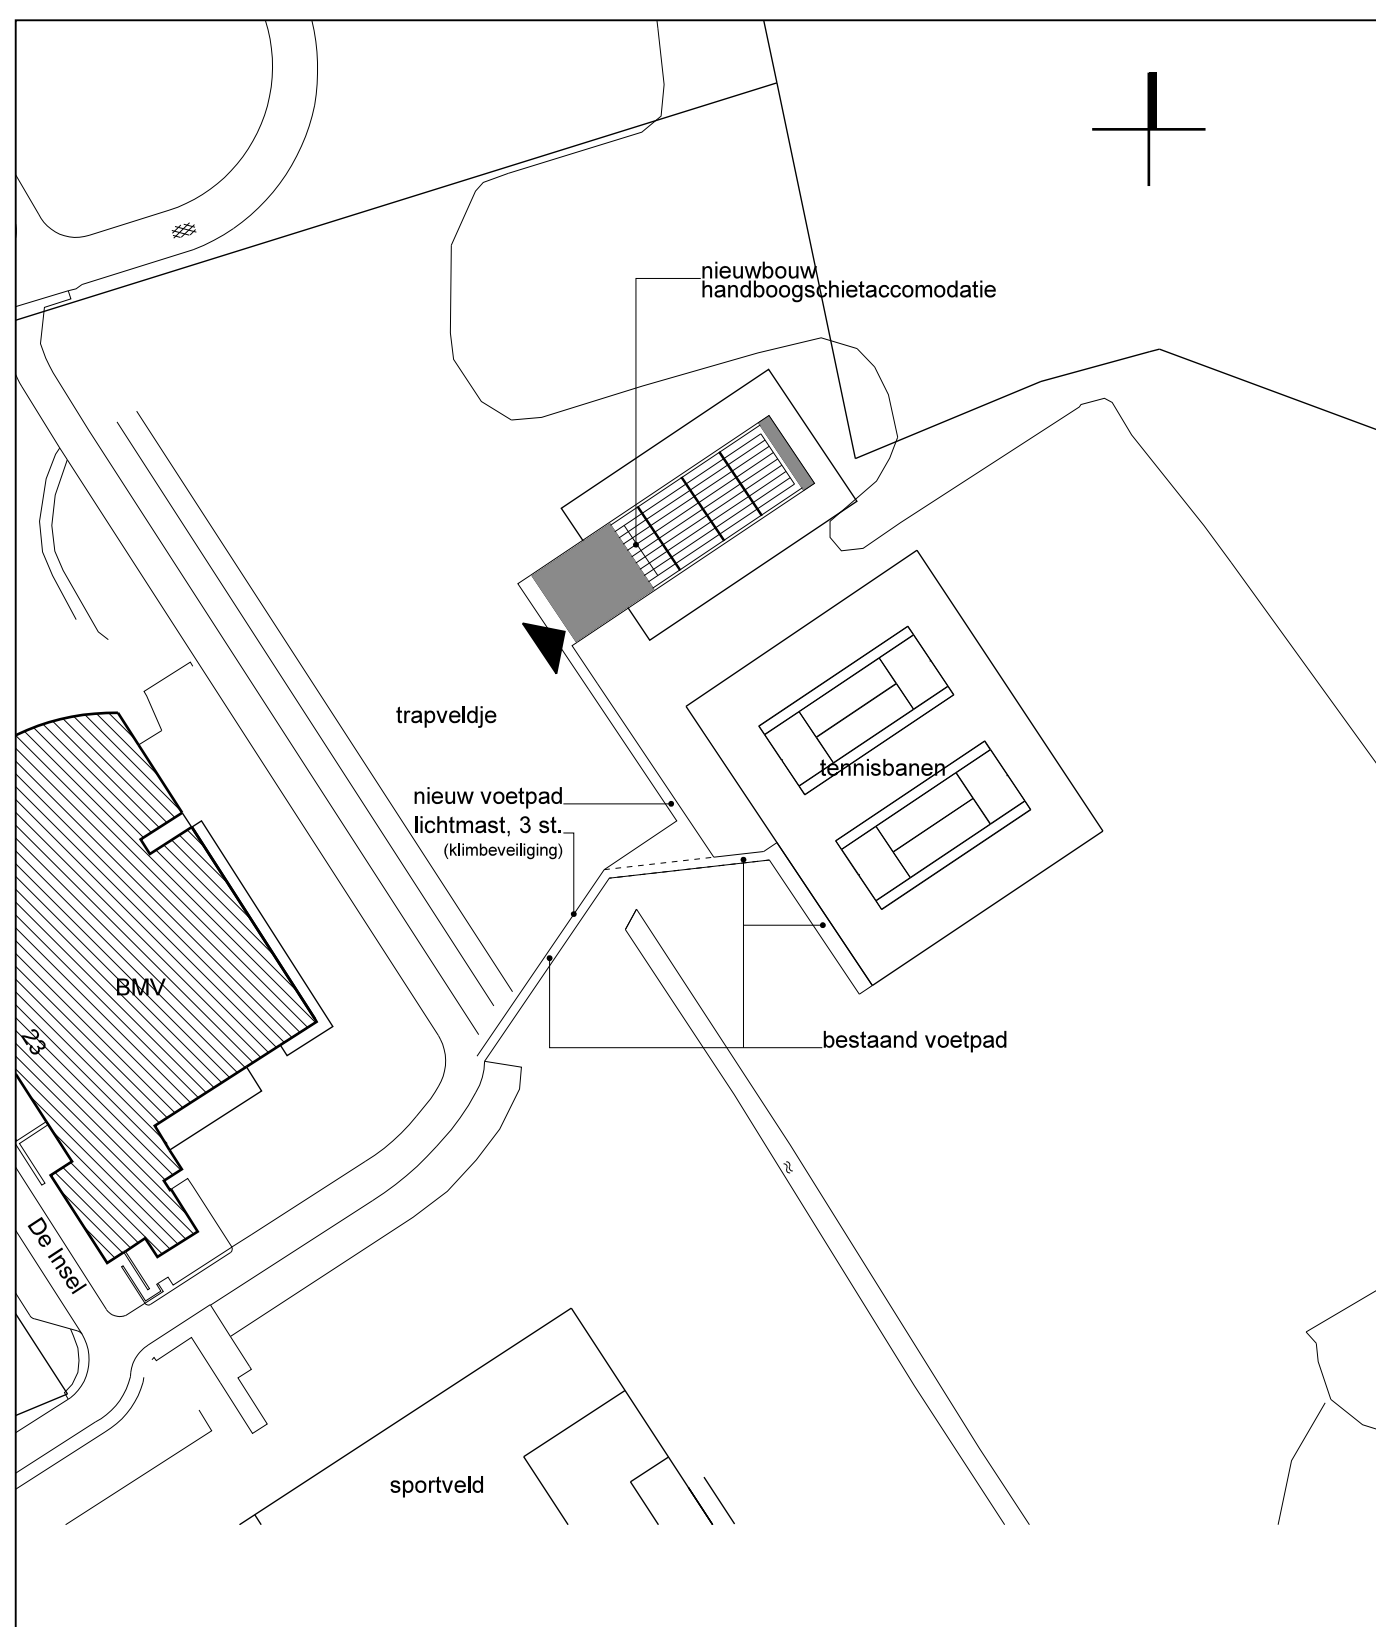 nieuwbouw
handboogschietaccomodatie
trapveldje
tennisbanen
nieuw voetpad
lichtmast, 3 st.
(klimbeveiliging)
BMV
23
bestaand voetpad
De Insel
sportveld